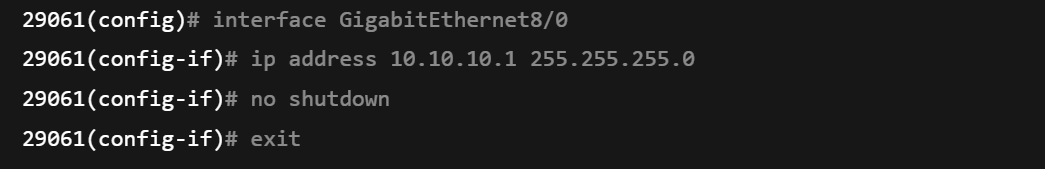 29061(config)# interface GigabitEthernet8/0
29061(config-if)# ip address 10.10.10.1 255.255.255.0
29061(config-if)# no shutdown
29061(config-if)# exit